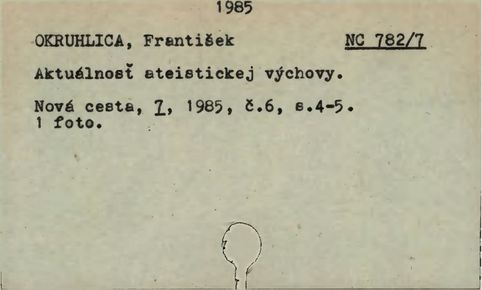 1985
OKRUHLICA, František NC 782/7
Aktuálnosť ateistickej výchovy.
Nová cesta, 7, 1985, č.6, s.4-5.
1 foto.